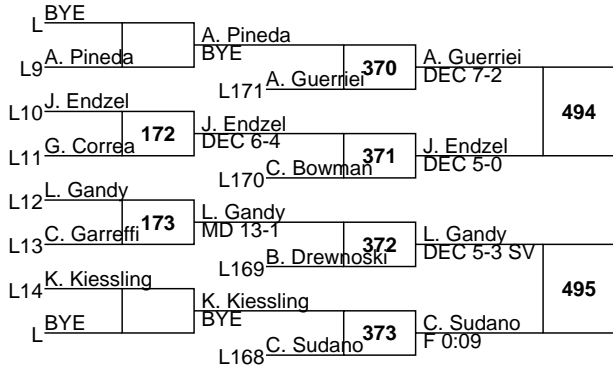 L BYE
L9 A. Pineda
A. Pineda
BYE
L171 A. Guerriei
370
A. Guerriei
DEC 7-2
L10 J. Endzel
L11 G. Correa
172
J. Endzel
DEC 6-4
L170 C. Bowman
371
J. Endzel
DEC 5-0
494
L12 L. Gandy
L13 C. Garreffi
173
L. Gandy
MD 13-1
L169 B. Drewnoski
372
L. Gandy
DEC 5-3 SV
L14 K. Kiessling
L BYE
K. Kiessling
BYE
L168 C. Sudano
373
C. Sudano
F 0:09
495